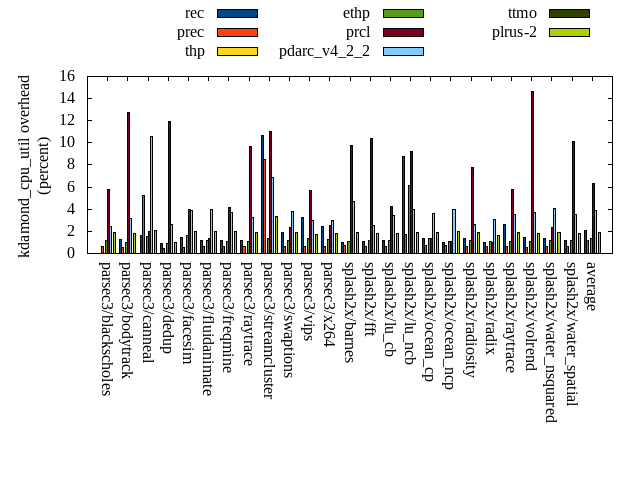 rec
prec
thp
ethp
prcl
pdarc_v4_2_2
ttmo
plrus-2
kdamond_cpu_util overhead
(percent)
16
14
12
10
8
6
4
2
0
parsec3/blackscholes
parsec3/bodytrack
parsec3/canneal
parsec3/dedup
parsec3/facesim
parsec3/fluidanimate
parsec3/freqmine
parsec3/raytrace
parsec3/streamcluster
parsec3/swaptions
parsec3/vips
parsec3/x264
splash2x/barnes
splash2x/fft
splash2x/lu_cb
splash2x/lu_ncb
splash2x/ocean_cp
splash2x/ocean_ncp
splash2x/radiosity
splash2x/radix
splash2x/raytrace
splash2x/volrend
splash2x/water_nsquared
splash2x/water_spatial
average